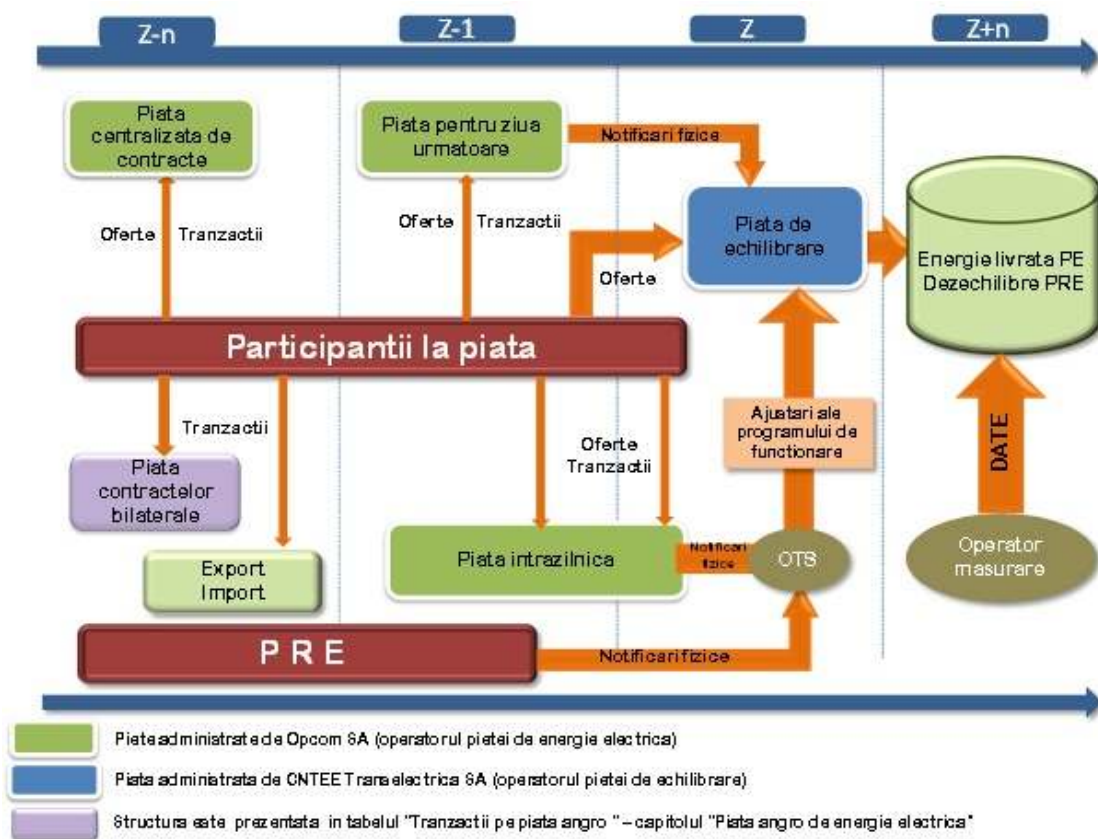 Z-n
Z-1
Z
Z+n
Piata
centralizata de
contracte
Piata pentru ziua
urmatoare
Notificari fizice
Piata de
echilibrare
Energie livrata PE
Dezechilibre PRE
Oferte
Tranzactii
Oferte
Tranzactii
Oferte
Participantii la piata
Tranzactii
Oferte
Tranzactii
Ajustari ale
programului de
functionare
DATE
Piata
contractelor
bilaterale
Export
Import
Piata intrazilnica
Notificari
fizice
OTS
Operator
masurare
P R E
Notificari fizice
Piete administrate de Opcom SA (operatorul pietei de energie electrica)
Piata administrata de CNTEE Transelectrica SA (operatorul pietei de echilibrare)
Structura este prezentata in tabelul "Tranzactii pe piata angro " – capitolul "Piata angro de energie electrica"